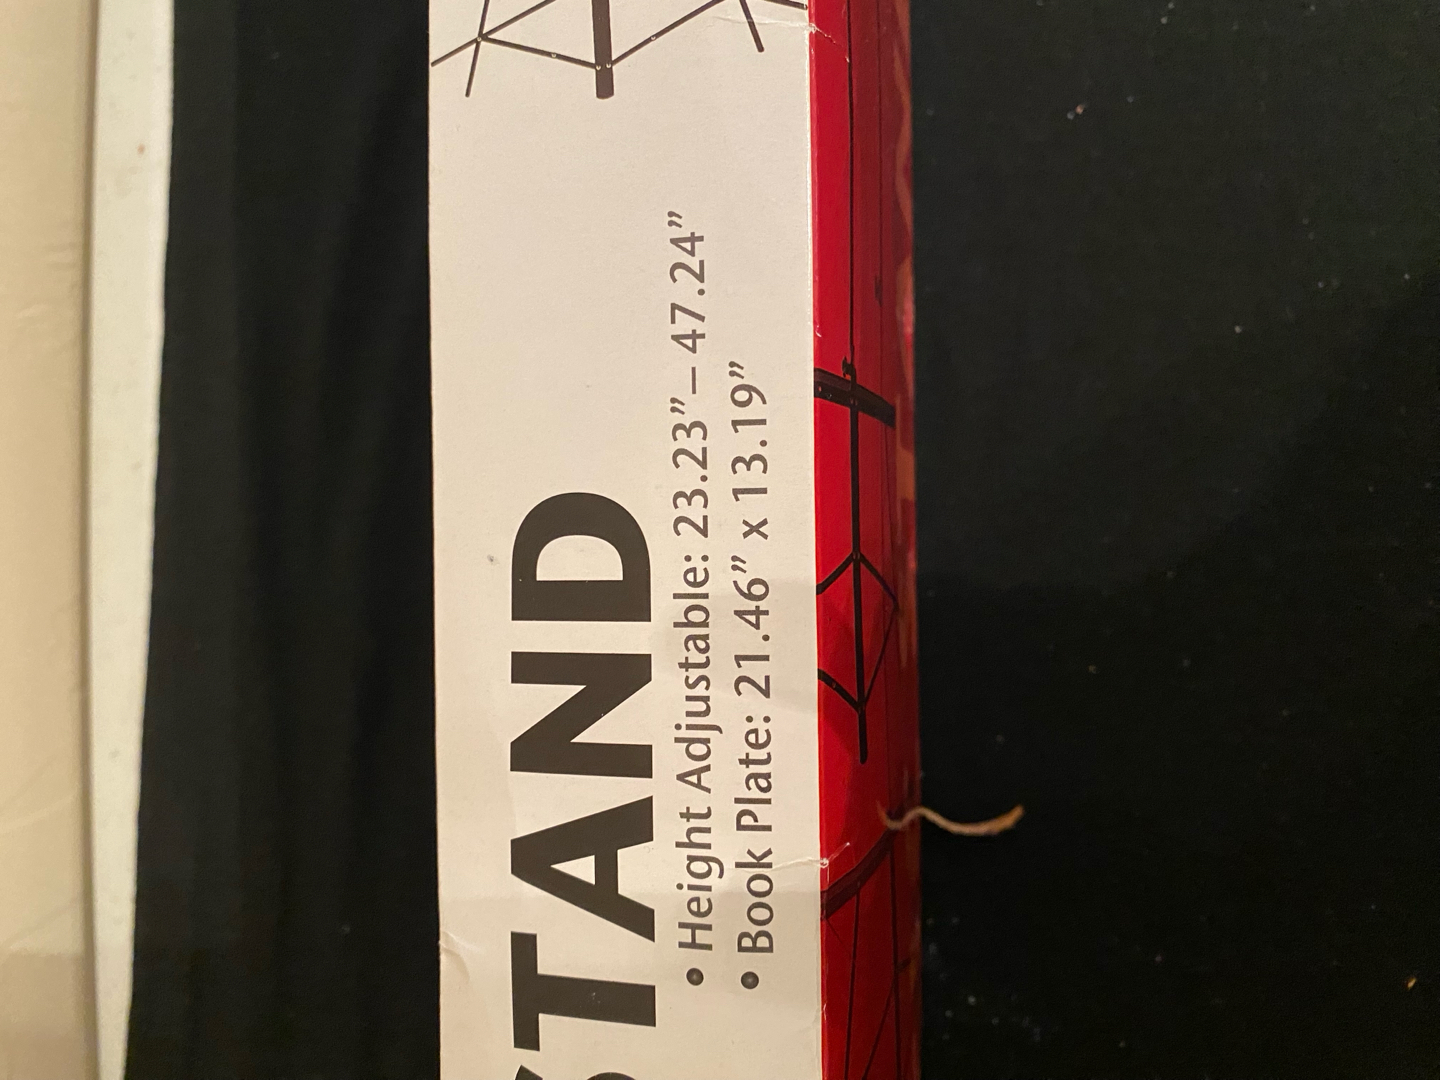 STAND
• Height Adjustable: 23.23” – 47.24”
• Book Plate: 21.46” x 13.19”